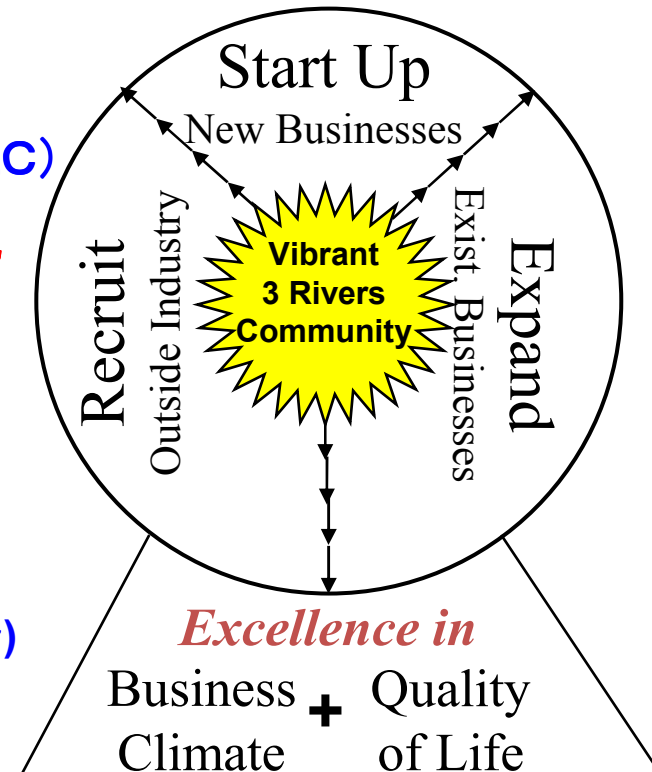 Start Up
New Businesses
C)
Recruit
Outside Industry
Vibrant
3 Rivers
Community
Exist. Businesses
Expand
)
Excellence in
Business + Quality
Climate of Life